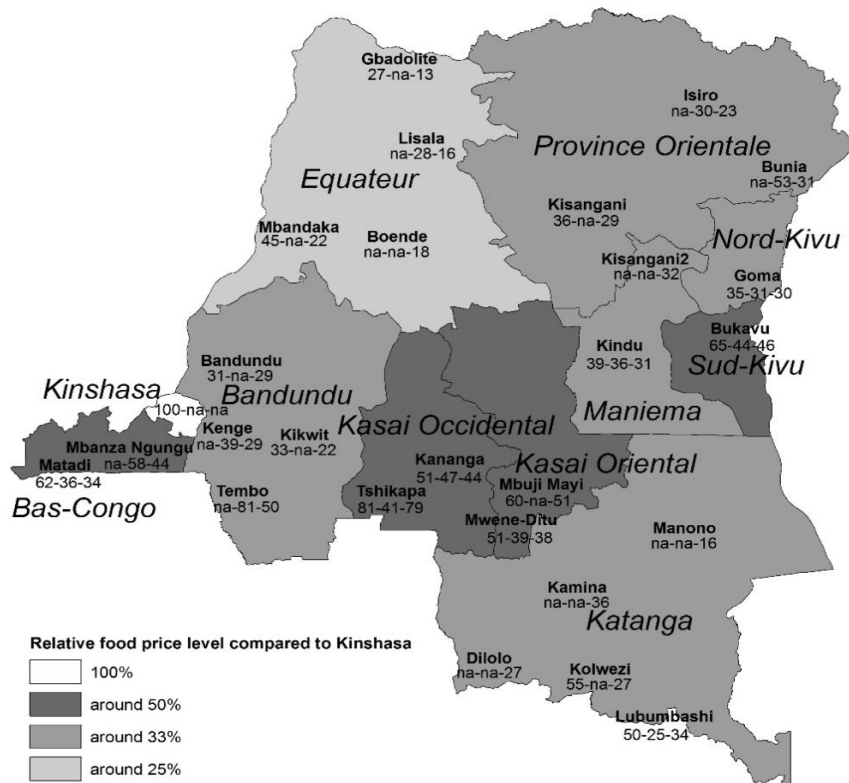 Gbadolite
27-na-13
Isiro
na-30-23
Lisala
na-28-16
Province Orientale
Bunia
na-53-31
Equateur
Kisangani
36-na-29
Mbandaka
45-na-22
Boende
na-na-18
Nord-Kivu
Kisangani2
na-na-32
Goma
35-31-30
Bukavu
65-44-46
Sud-Kivu
Kindu
39-36-31
Maniema
Bandundu
31-na-29
Bandundu
Kinshasa
100-na-na
Kenge
na-39-29
Kikwit
33-na-22
Kasai Occidental
Mbanza Ngungu
na-58-44
Matadi
62-36-34
Bas-Congo
Kananga
51-47-44
Kasai Oriental
Mbuji Mayi
60-na-51
Tembo
na-81-50
Tshikapa
81-41-79
Mwene-Ditu
51-39-38
Manono
na-na-16
Kamina
na-na-36
Katanga
Dilolo
na-na-27
Kolwezi
55-na-27
Lubumbashi
50-25-34
Relative food price level compared to Kinshasa
100%
around 50%
around 33%
around 25%